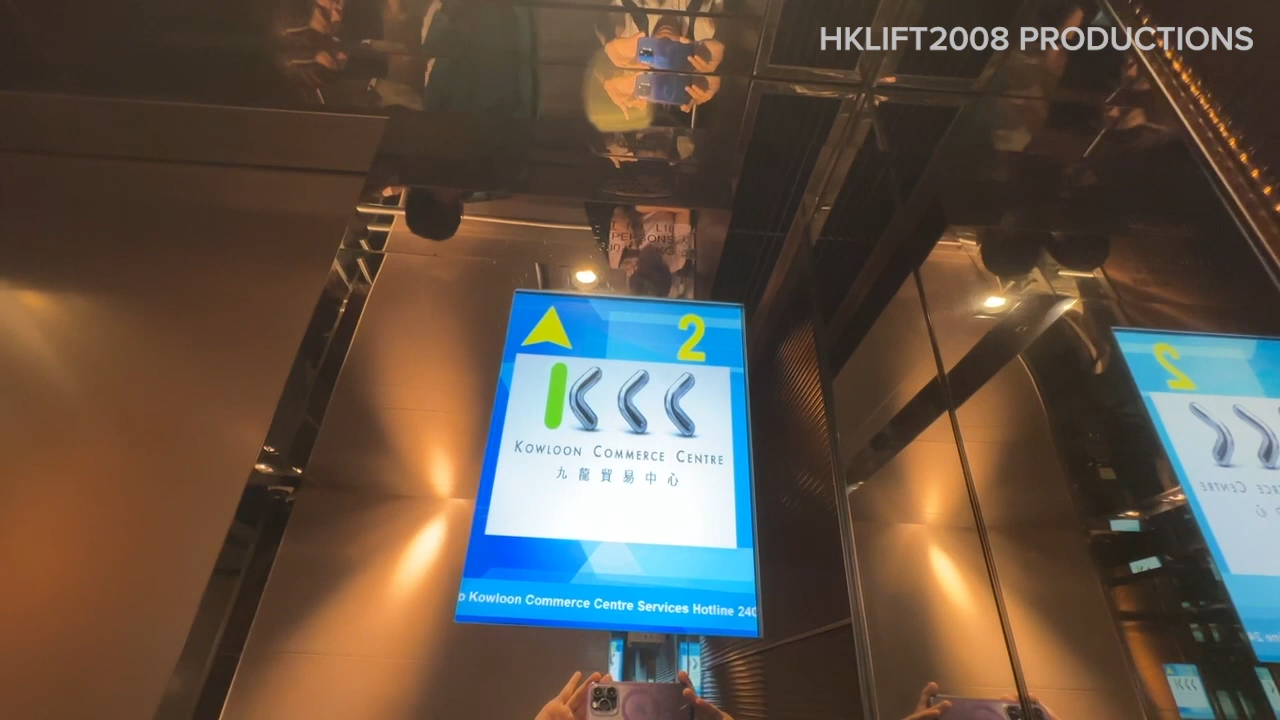 HKLIFT2008 PRODUCTIONS
2
KCC
KOWLOON COMMERCE CENTRE
九龍貿易中心
Kowloon Commerce Centre Services Hotline